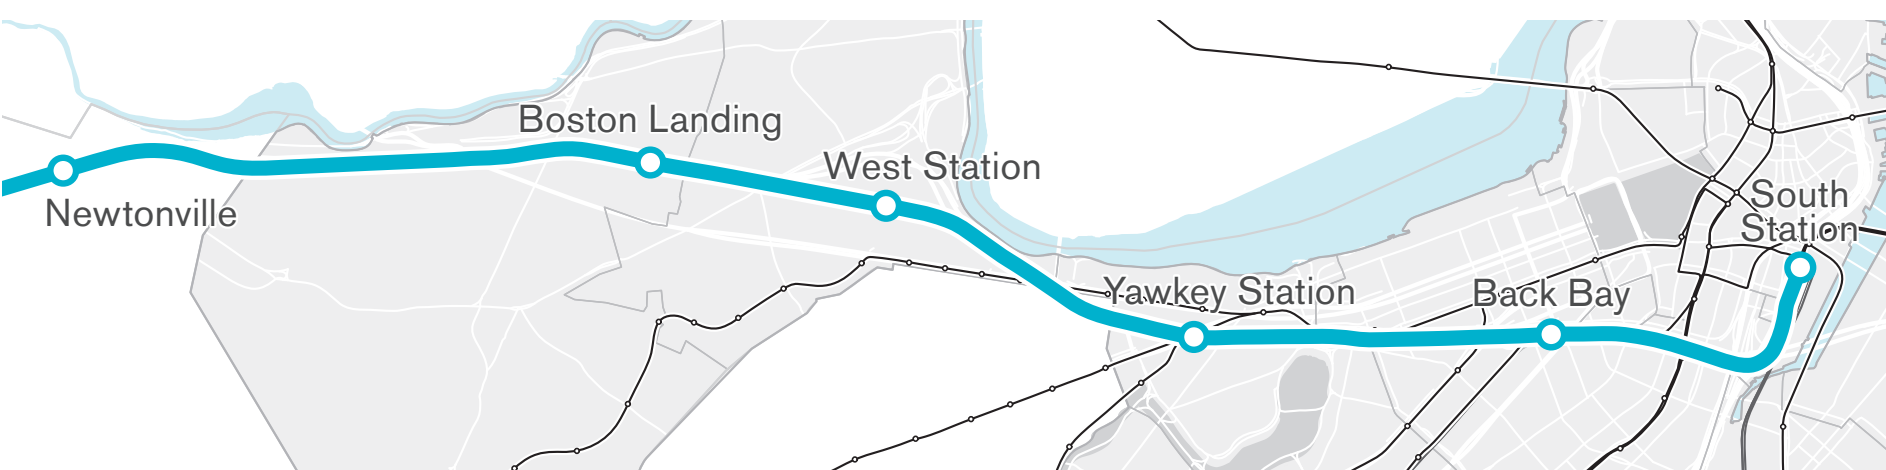 Boston Landing
West Station
Newtonville
South
Station
Yawkey Station
Back Bay